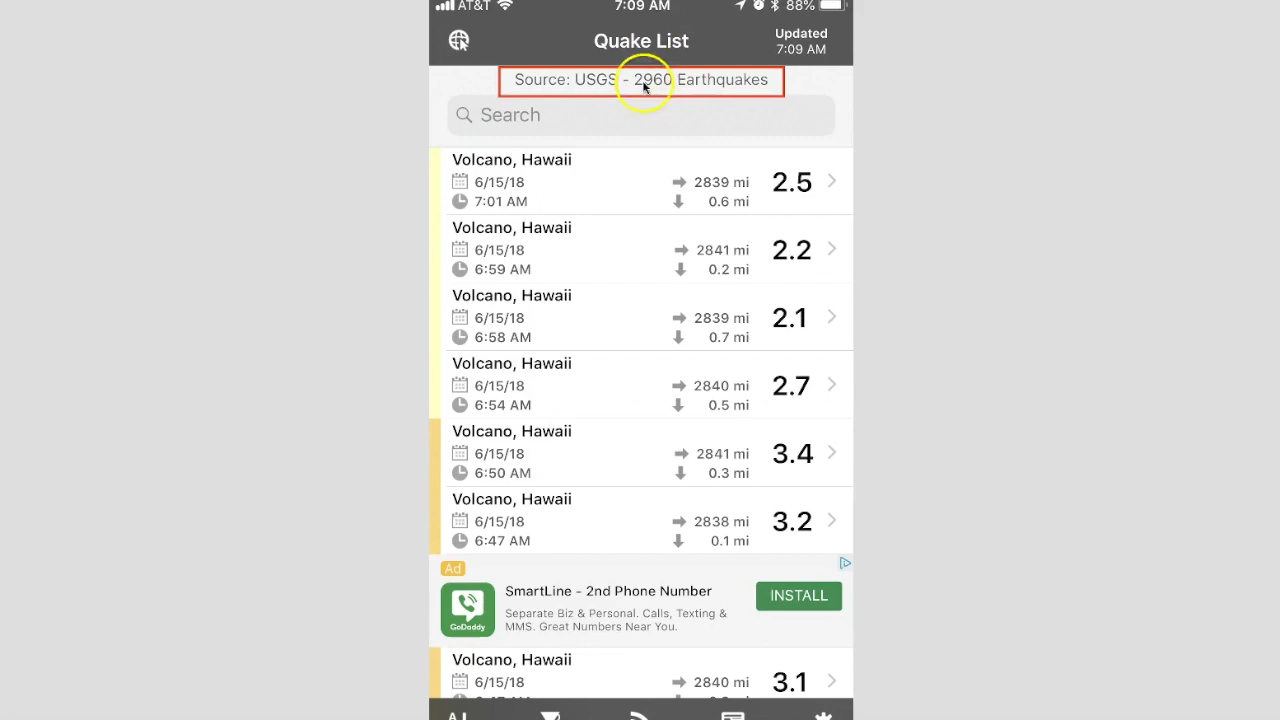 AT&T 7:09 AM 88%
Quake List
Updated
7:09 AM
Source: USGS - 2960 Earthquakes
Search
Volcano, Hawaii
6/15/18 2839 mi 2.5
7:01 AM 0.6 mi
Volcano, Hawaii
6/15/18 2841 mi 2.2
6:59 AM 0.2 mi
Volcano, Hawaii
6/15/18 2839 mi 2.1
6:58 AM 0.7 mi
Volcano, Hawaii
6/15/18 2840 mi 2.7
6:54 AM 0.5 mi
Volcano, Hawaii
6/15/18 2841 mi 3.4
6:50 AM 0.3 mi
Volcano, Hawaii
6/15/18 2838 mi 3.2
6:47 AM 0.1 mi
Ad
SmartLine - 2nd Phone Number
Separate Biz & Personal. Calls, Texting &
MMS. Great Numbers Near You.
GoDaddy
INSTALL
Volcano, Hawaii
6/15/18 2840 mi 3.1